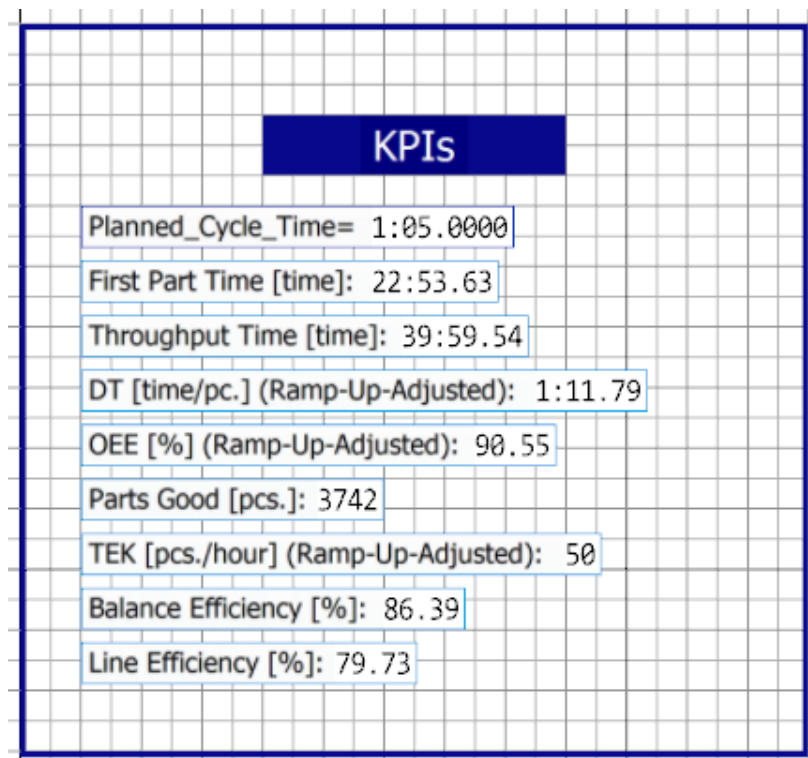 KPIs
Planned_Cycle_Time= 1:05.0000
First Part Time [time]: 22:53.63
Throughput Time [time]: 39:59.54
DT [time/pc.] (Ramp-Up-Adjusted): 1:11.79
OEE [%] (Ramp-Up-Adjusted): 90.55
Parts Good [pcs.]: 3742
TEK [pcs./hour] (Ramp-Up-Adjusted): 50
Balance Efficiency [%]: 86.39
Line Efficiency [%]: 79.73